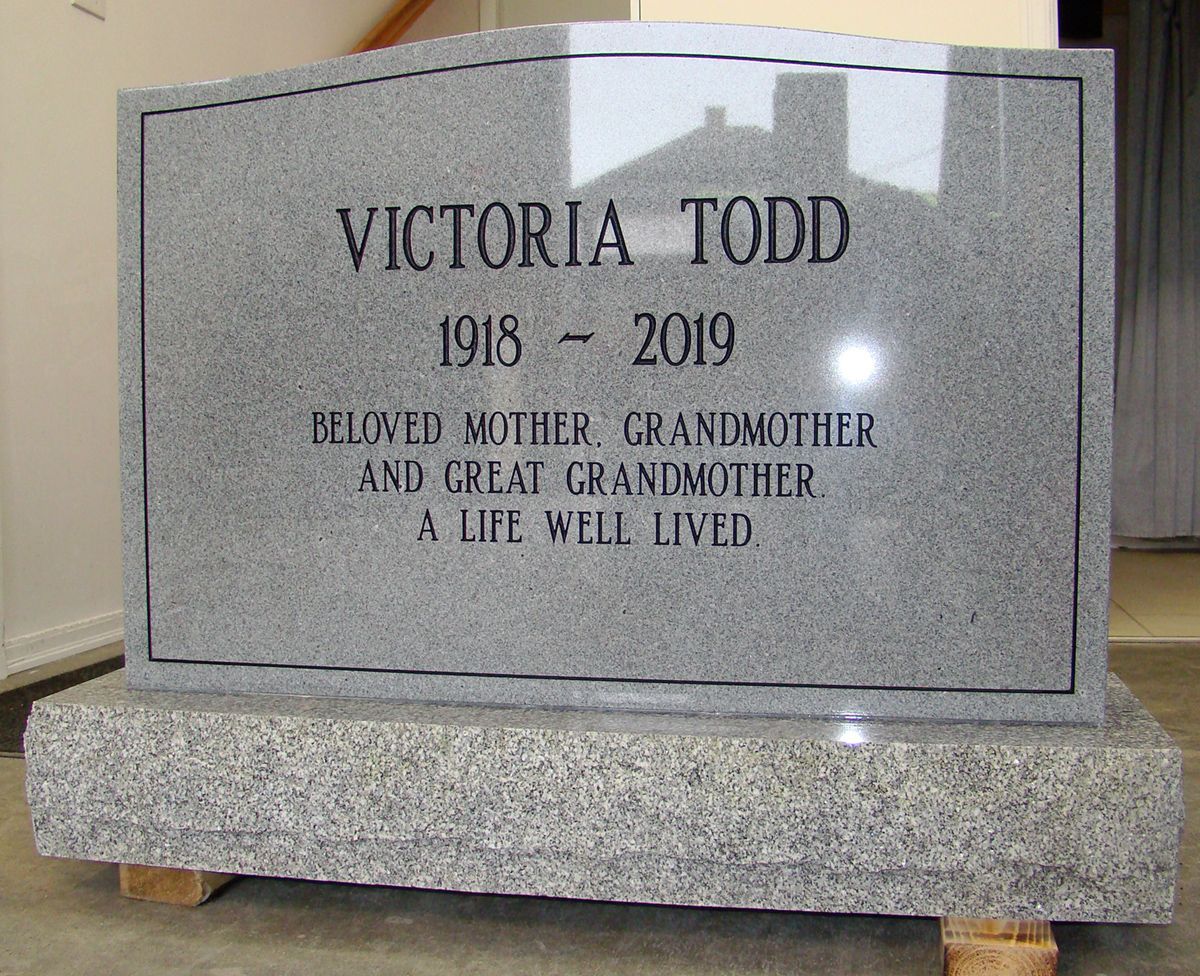 VICTORIA TODD
1918 ~ 2019
BELOVED MOTHER, GRANDMOTHER
AND GREAT GRANDMOTHER.
A LIFE WELL LIVED.